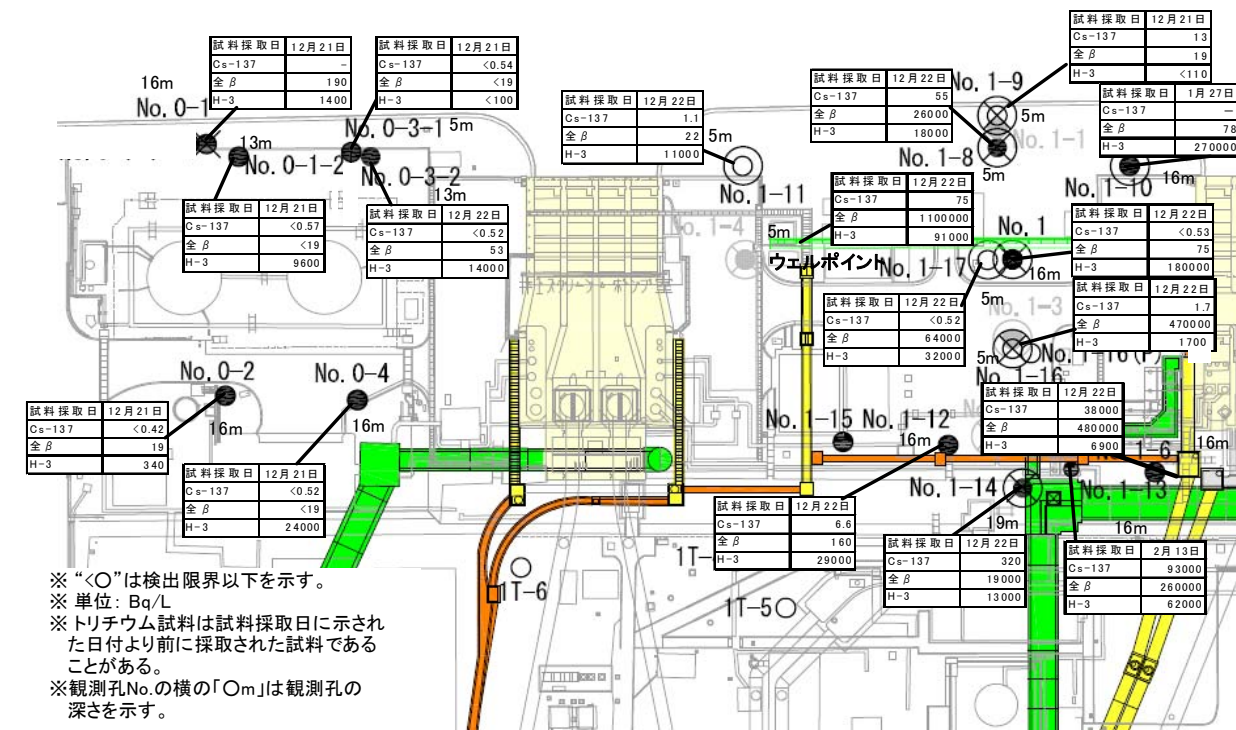 試料採取日 12月21日
Cs-137 -
全β 190
H-3 1400
試料採取日 12月21日
Cs-137 <0.54
全β <19
H-3 <100
試料採取日 12月22日
Cs-137 1.1
全β 22
H-3 11000
試料採取日 12月22日
Cs-137 55
全β 26000
H-3 18000
試料採取日 12月21日
Cs-137 13
全β 19
H-3 <110
試料採取日 1月27日
Cs-137 -
全β 78
H-3 270000
16m
No. 0-1
13m
No. 0-1-2
No. 0-3-1
5m
No. 0-3-2
13m
5m
No. 1-11
No. 1-9
5m
No. 1-1
No. 1-8
5m
No. 1-10
16m
試料採取日 12月21日
Cs-137 <0.57
全β <19
H-3 9600
試料採取日 12月22日
Cs-137 <0.52
全β 53
H-3 14000
試料採取日 12月22日
Cs-137 75
全β 1100000
H-3 91000
試料採取日 12月22日
Cs-137 <0.53
全β 75
H-3 180000
o. 1-4
5m
ウェルポイント
No. 1-17
No. 1
16m
5m
No. 1-3
試料採取日 12月22日
Cs-137 <0.52
全β 64000
H-3 32000
試料採取日 12月22日
Cs-137 1.7
全β 470000
H-3 1700
5m
No. 1-16(P)
No. 1-16
No. 0-2
16m
No. 0-4
16m
No. 1-15
No. 1-12
16m
試料採取日 12月21日
Cs-137 <0.42
全β 19
H-3 340
試料採取日 12月21日
Cs-137 <0.52
全β <19
H-3 24000
試料採取日 12月22日
Cs-137 38000
全β 480000
H-3 6900
16m
1-6
No. 1-14
19m
No. 1-13
16m
試料採取日 12月22日
Cs-137 6.6
全β 160
H-3 29000
試料採取日 12月22日
Cs-137 320
全β 19000
H-3 13000
試料採取日 2月13日
Cs-137 93000
全β 260000
H-3 62000
1T-6
1T-
1T-5
※ “<○”は検出限界以下を示す。
※ 単位: Bq/L
※ トリチウム試料は試料採取日に示され
た日付より前に採取された試料である
ことがある。
※観測孔No.の横の「○m」は観測孔の
深さを示す。